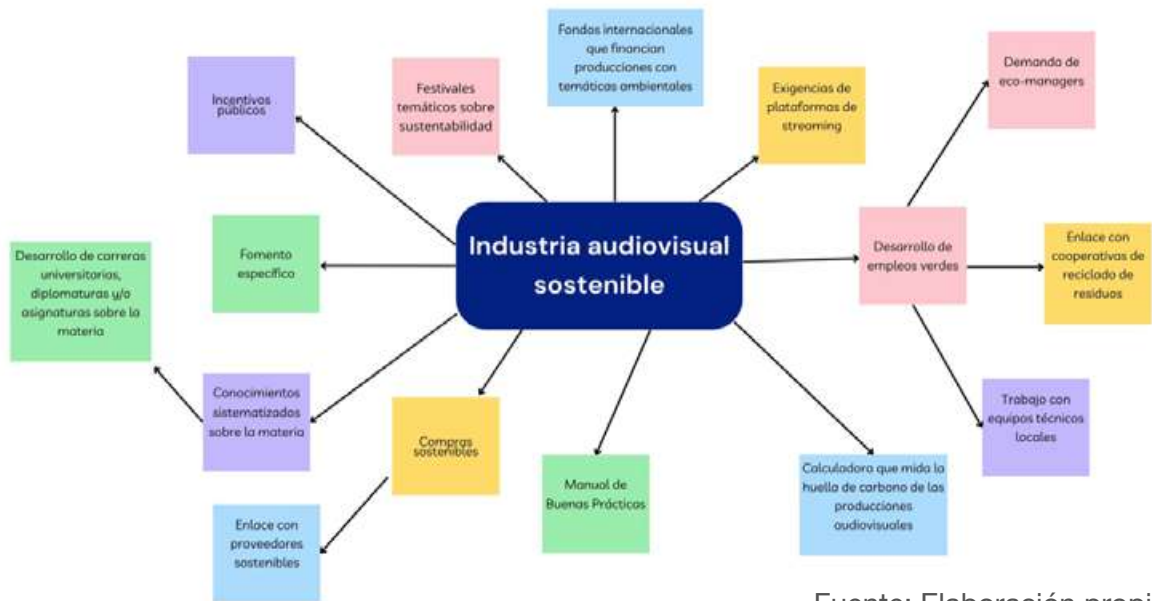 Fondos internacionales
que financian
producciones con
temáticas ambientales
Demanda de
eco-managers
Incentivos
públicos
Festivales
temáticos sobre
sustentabilidad
Exigencias de
plataformas de
streaming
Industria audiovisual
sostenible
Desarrollo de
empleos verdes
Enlace con
cooperativas de
reciclado de
residuos
Fomento
específico
Desarrollo de carreras
universitarias,
diplomaturas y/o
asignaturas sobre la
materia
Conocimientos
sistematizados
sobre la materia
Compras
sostenibles
Trabajo con
equipos técnicos
locales
Manual de
Buenas Prácticas
Calculadora que mida la
huella de carbono de las
producciones
audiovisuales
Enlace con
proveedores
sostenibles
Fuente: Elaboración propi